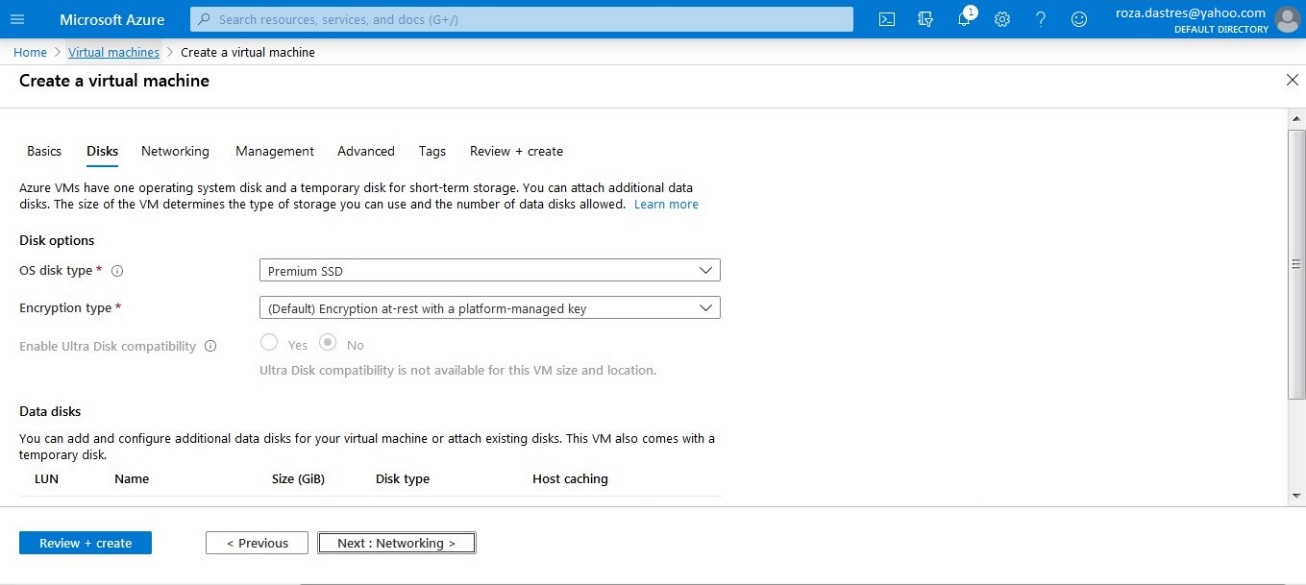 Microsoft Azure
Search resources, services, and docs (G+/)
1
roza.dastres@yahoo.com
DEFAULT DIRECTORY
Home > Virtual machines > Create a virtual machine
Create a virtual machine
Basics Disks Networking Management Advanced Tags Review + create
Azure VMs have one operating system disk and a temporary disk for short-term storage. You can attach additional data
disks. The size of the VM determines the type of storage you can use and the number of data disks allowed. Learn more
Disk options
OS disk type * Premium SSD
Encryption type * (Default) Encryption at-rest with a platform-managed key
Enable Ultra Disk compatibility Yes No
Ultra Disk compatibility is not available for this VM size and location.
Data disks
You can add and configure additional data disks for your virtual machine or attach existing disks. This VM also comes with a
temporary disk.
LUN Name Size (GiB) Disk type Host caching
Review + create < Previous Next : Networking >